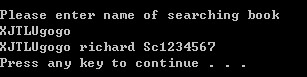 Please enter name of searching book
XJTLUgogo
XJTLUgogo richard Sc1234567
Press any key to continue . . .